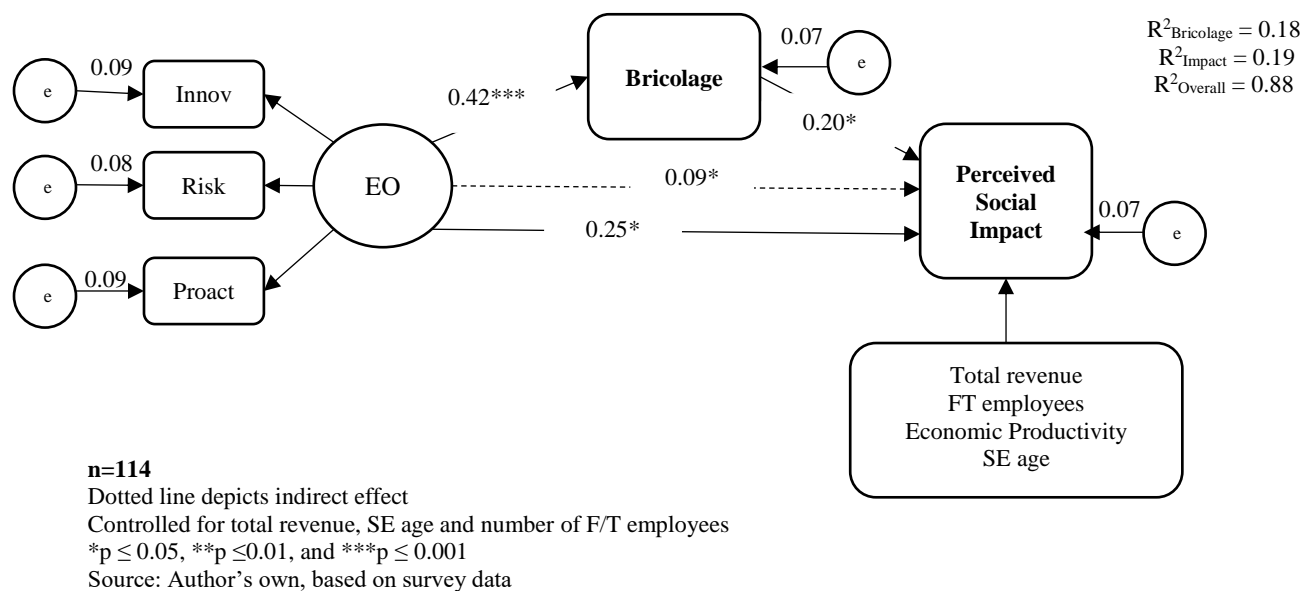 R²Bricolage = 0.18
R²Impact = 0.19
R²Overall = 0.88
0.07
e
Bricolage
0.09
e
Innov
0.42***
0.20*
0.08
e
Risk
EO
0.09*
Perceived
Social
Impact
0.25*
0.07
e
0.09
e
Proact
Total revenue
FT employees
Economic Productivity
SE age
n=114
Dotted line depicts indirect effect
Controlled for total revenue, SE age and number of F/T employees
*p ≤ 0.05, **p ≤0.01, and ***p ≤ 0.001
Source: Author’s own, based on survey data